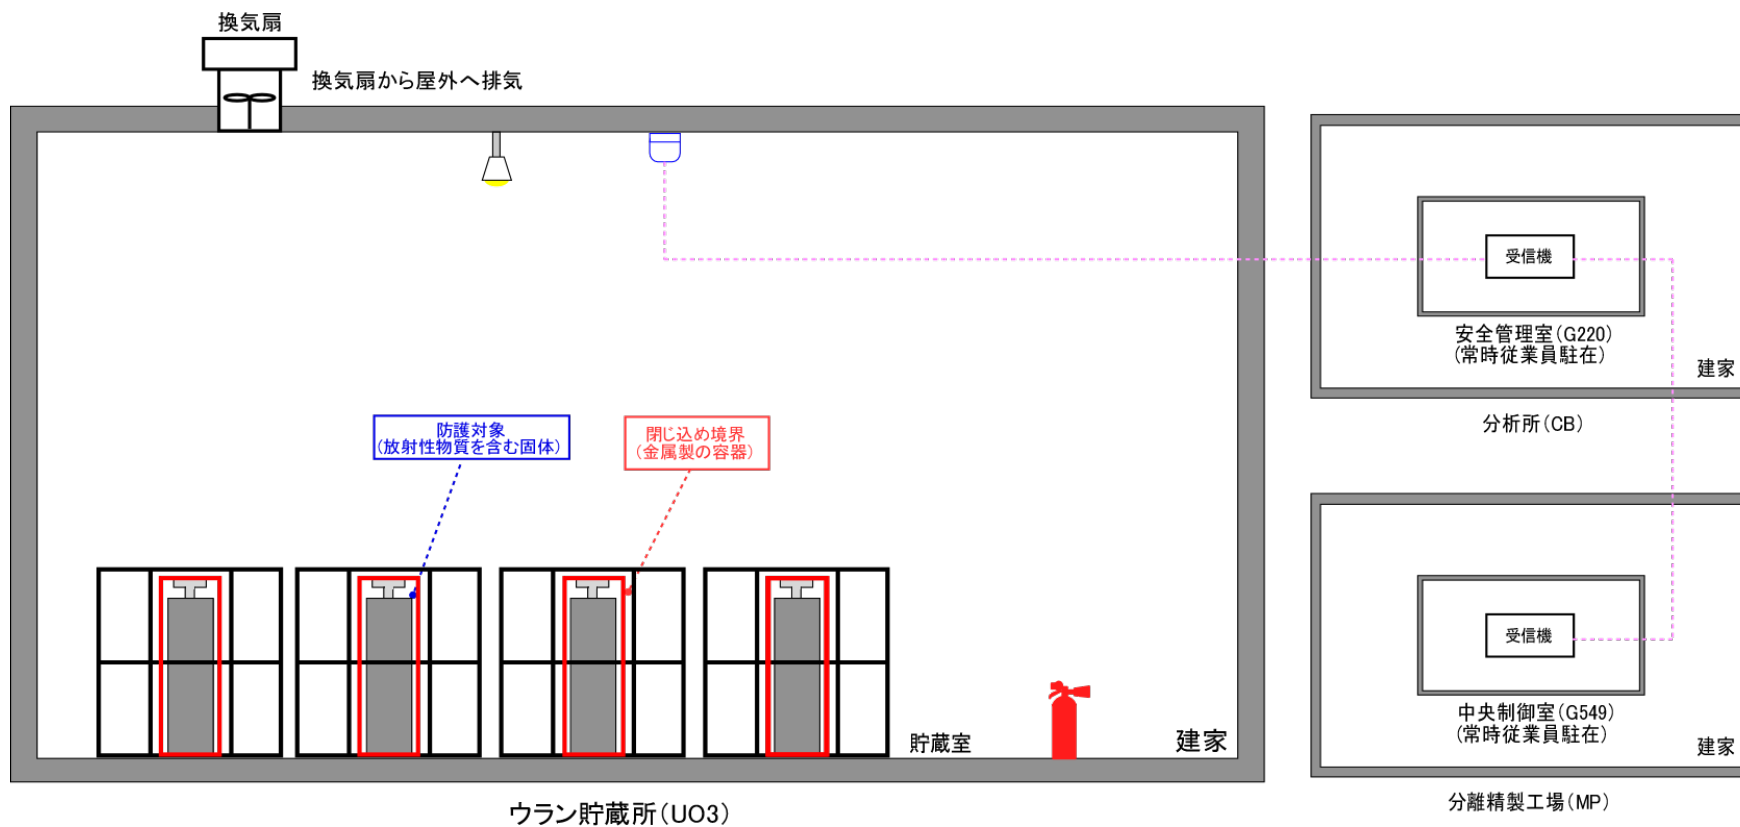 換気扇
換気扇から屋外へ排気
防護対象
(放射性物質を含む固体)
閉じ込め境界
(金属製の容器)
貯蔵室
建家
ウラン貯蔵所(UO3)
受信機
安全管理室(G220)
(常時従業員駐在)
建家
分析所(CB)
受信機
中央制御室(G549)
(常時従業員駐在)
建家
分離精製工場(MP)